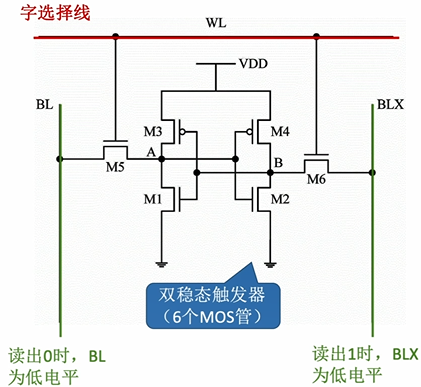 字选择线
WL
VDD
BL
BLX
M3
M4
A
B
M5
M6
M1
M2
双稳态触发器
（6个MOS管）
读出0时，BL
为低电平
读出1时，BLX
为低电平